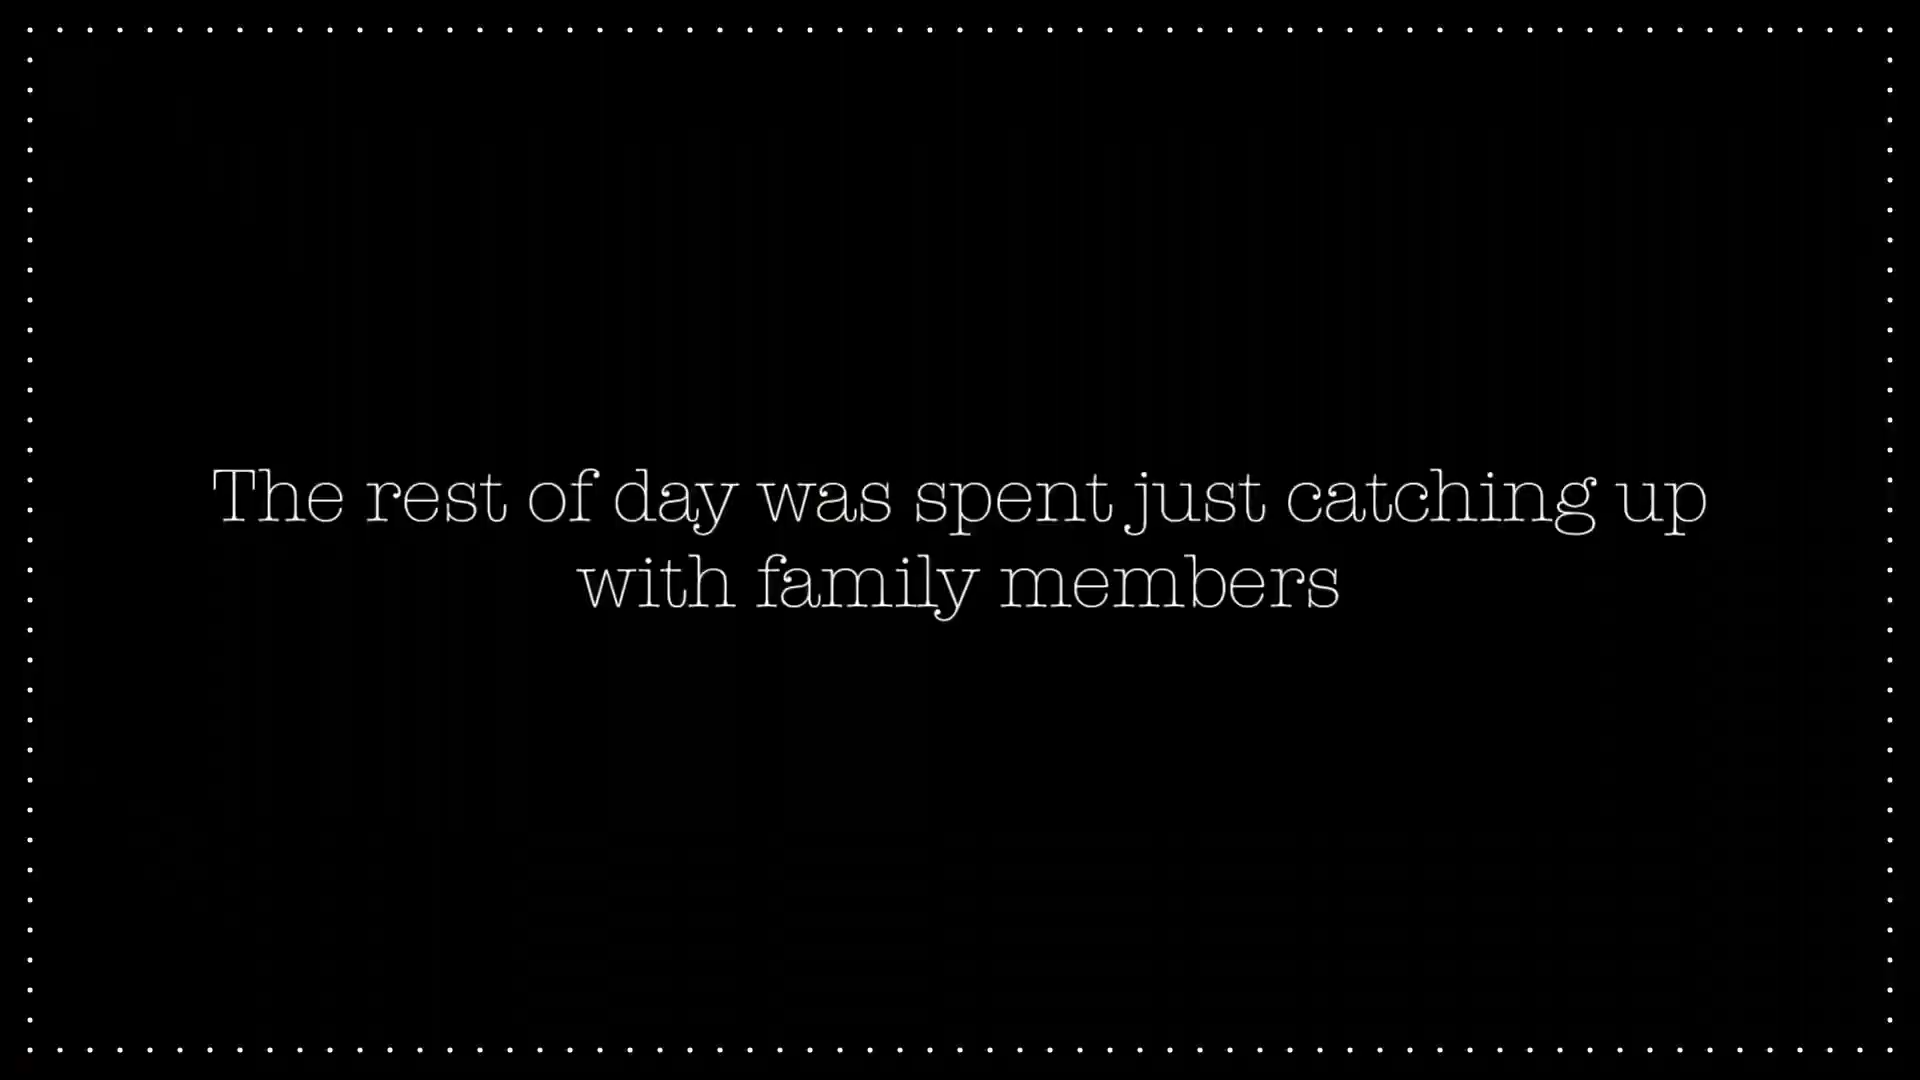 The rest of day was spent just catching up
with family members